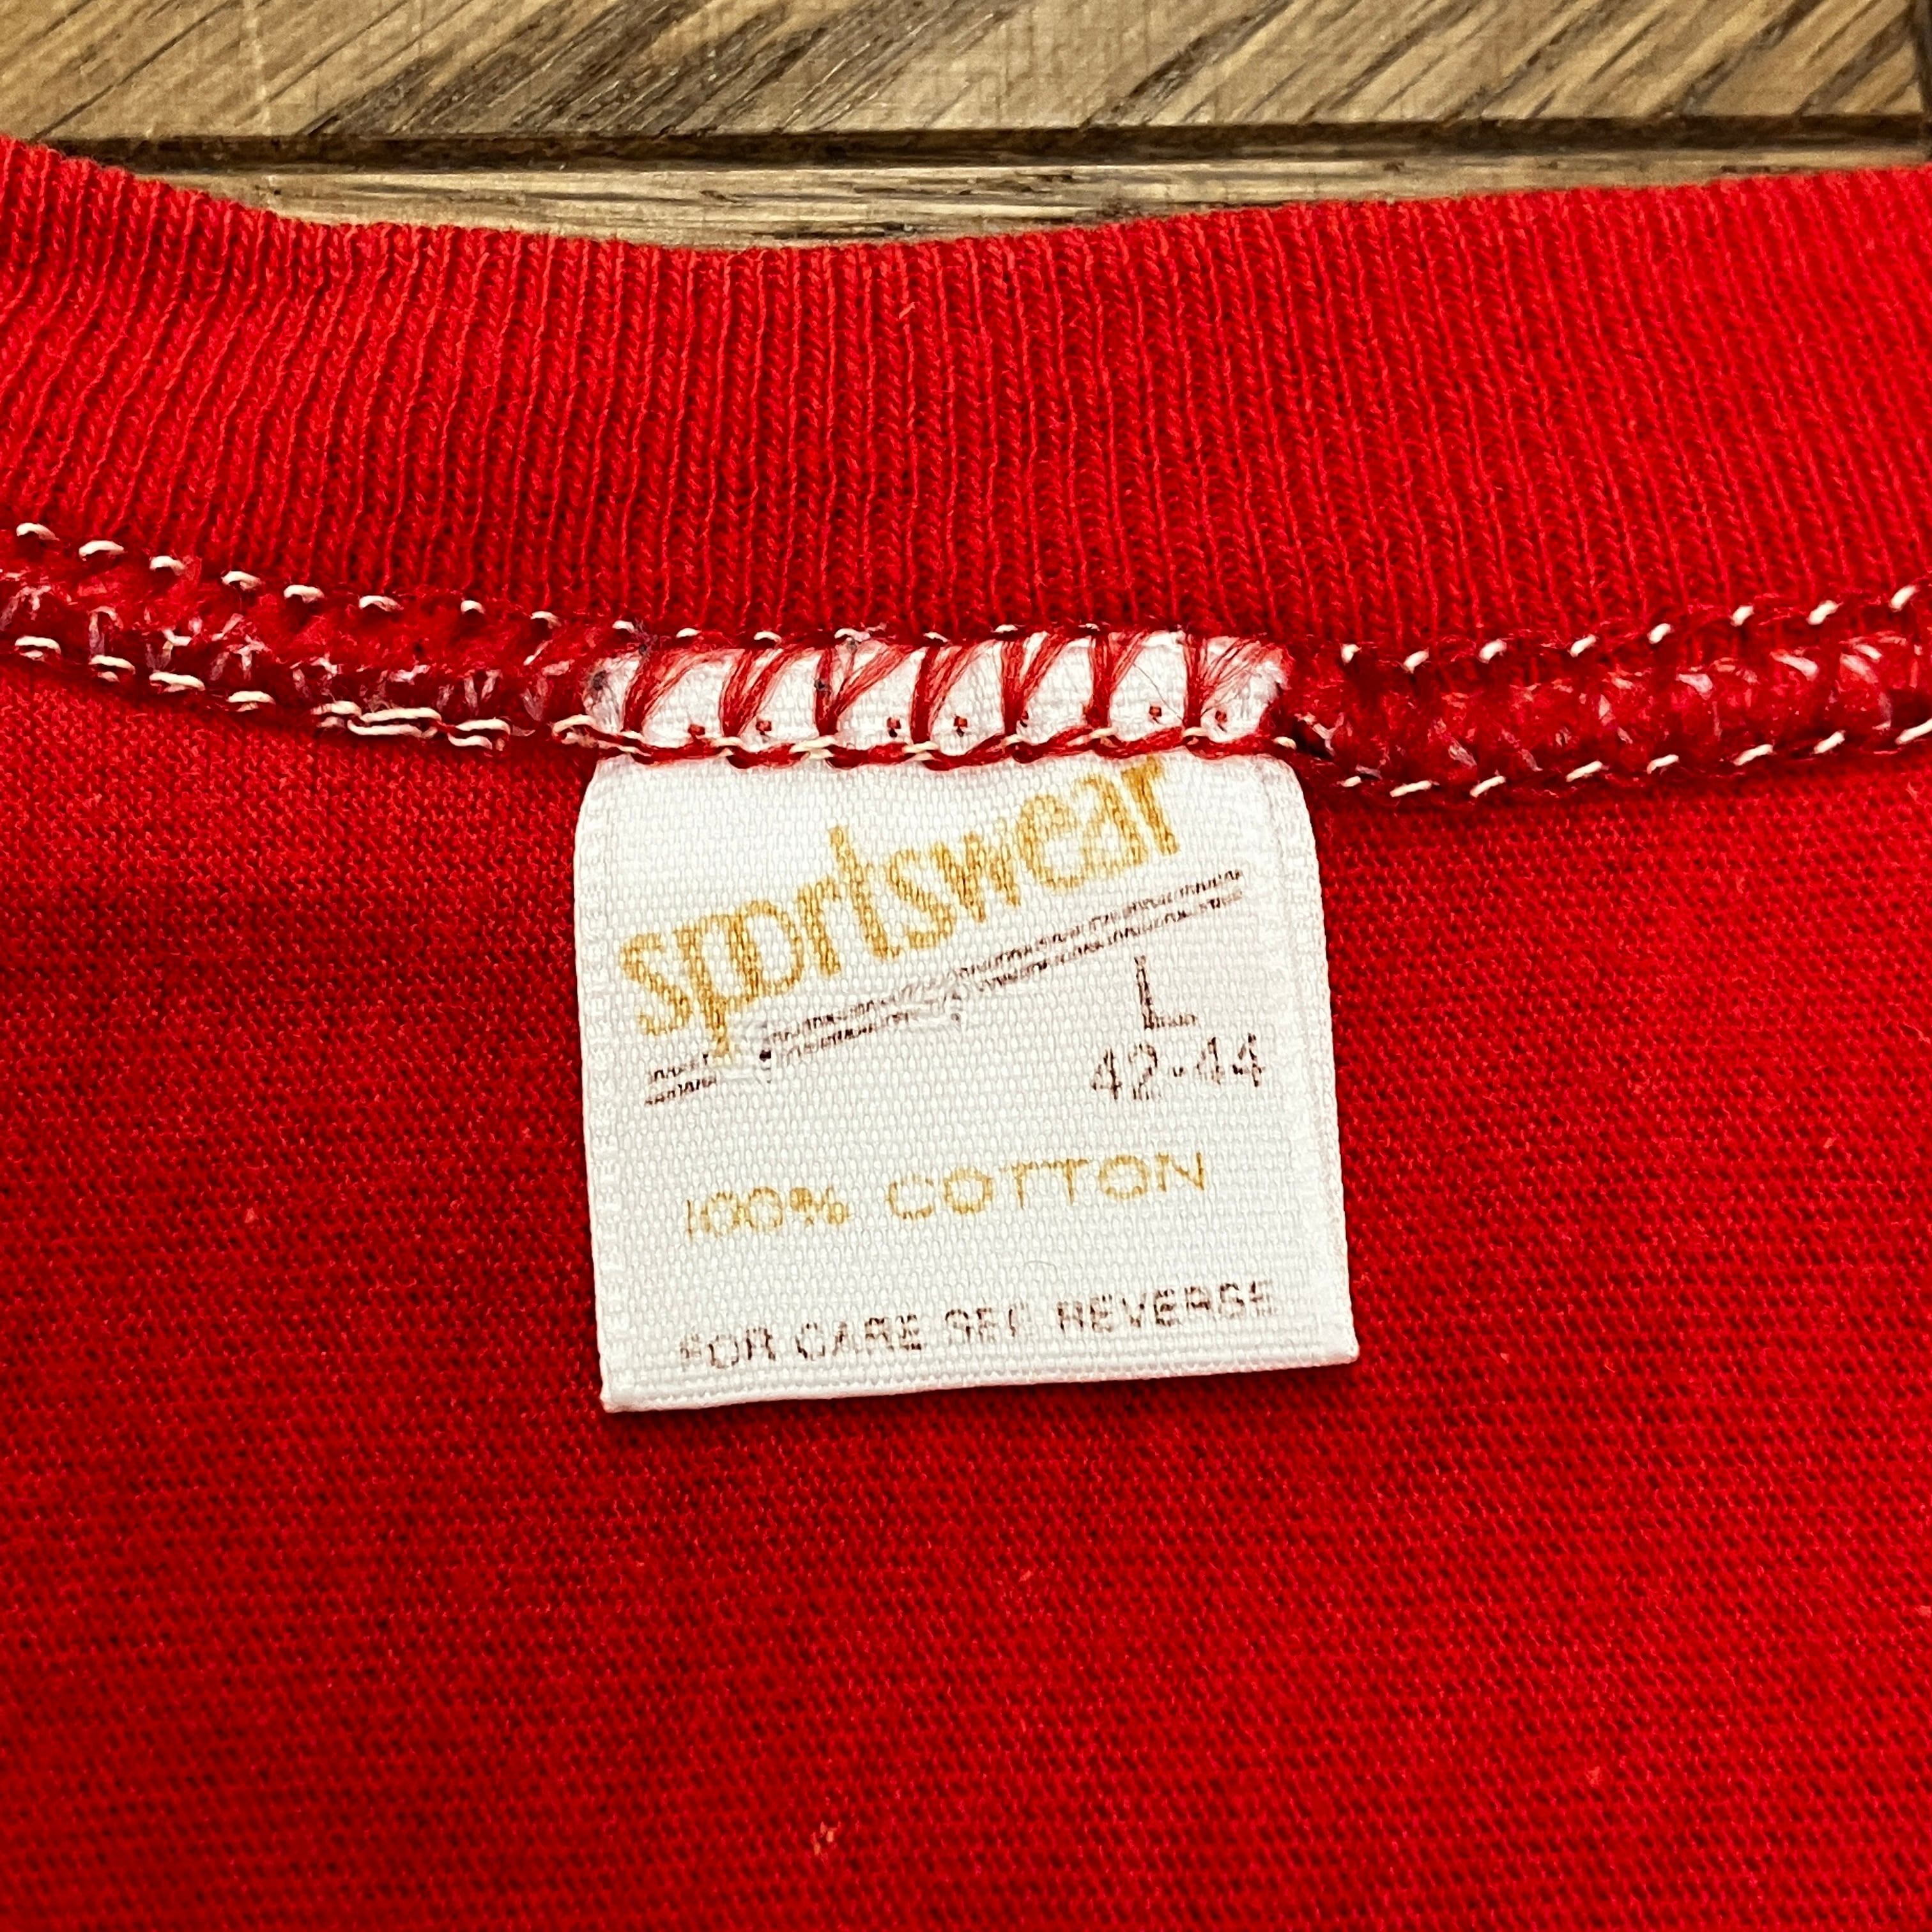 sportswear
L
42-44
100% COTTON
FOR CARE SEE REVERSE